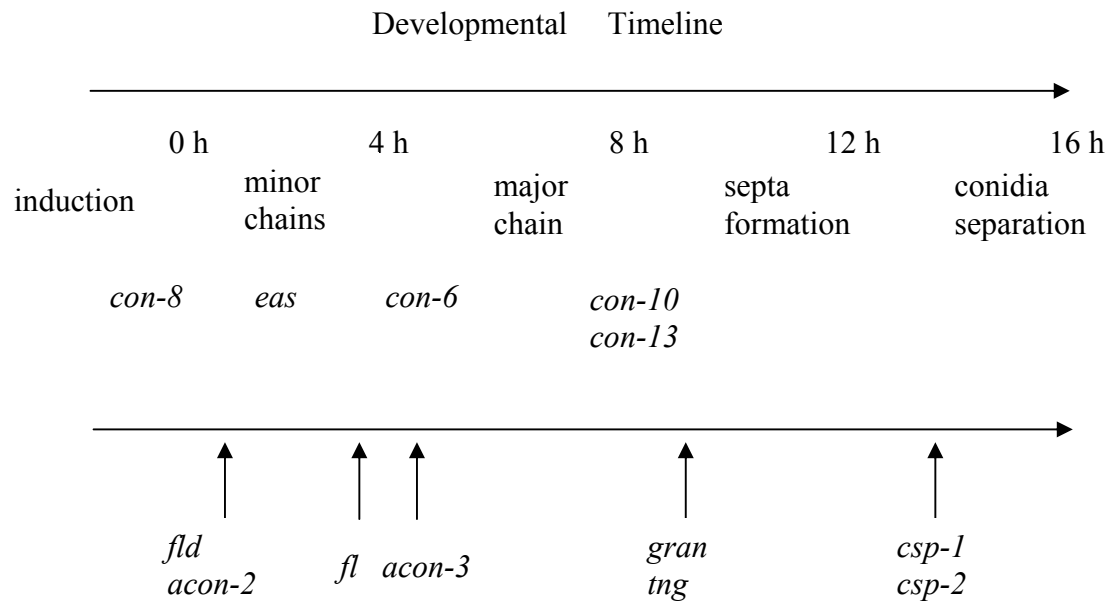 Developmental Timeline
0 h 4 h 8 h 12 h 16 h
induction
minor
chains
major
chain
septa
formation
conidia
separation
con-8 eas con-6 con-10
con-13
fld
acon-2
fl acon-3
gran
tng
csp-1
csp-2